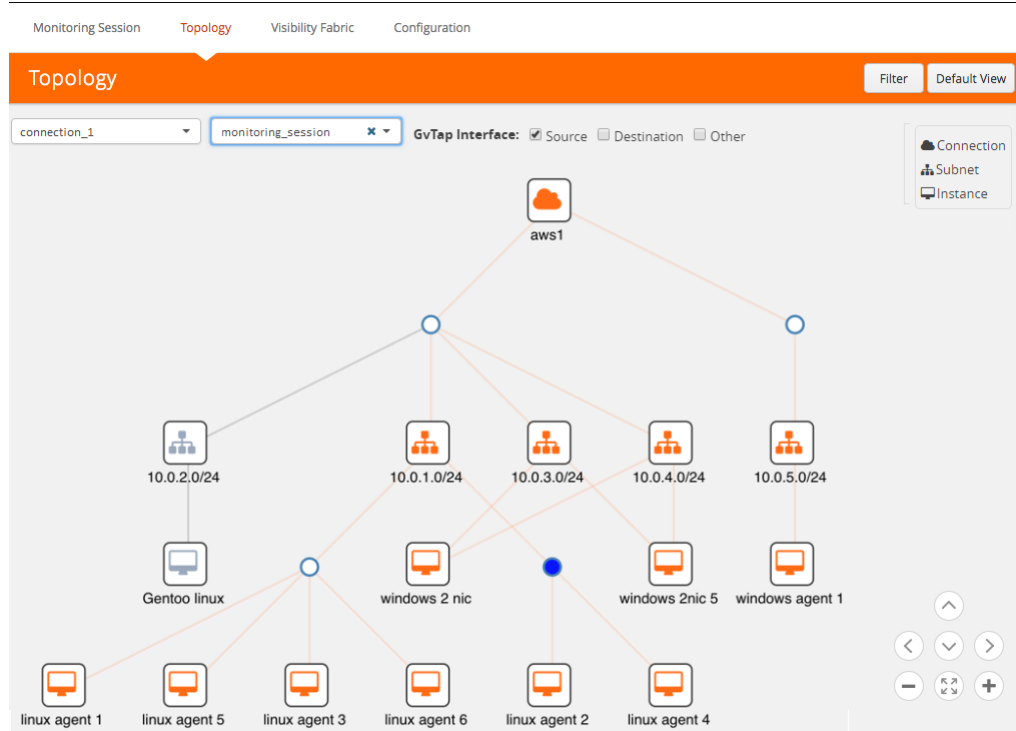 Monitoring Session Topology Visibility Fabric Configuration
Topology Filter Default View
connection_1 monitoring_session GvTap Interface: Source Destination Other
Connection
Subnet
Instance
aws1
10.0.2.0/24 10.0.1.0/24 10.0.3.0/24 10.0.4.0/24 10.0.5.0/24
Gentoo linux windows 2 nic windows 2nic 5 windows agent 1
linux agent 1 linux agent 5 linux agent 3 linux agent 6 linux agent 2 linux agent 4